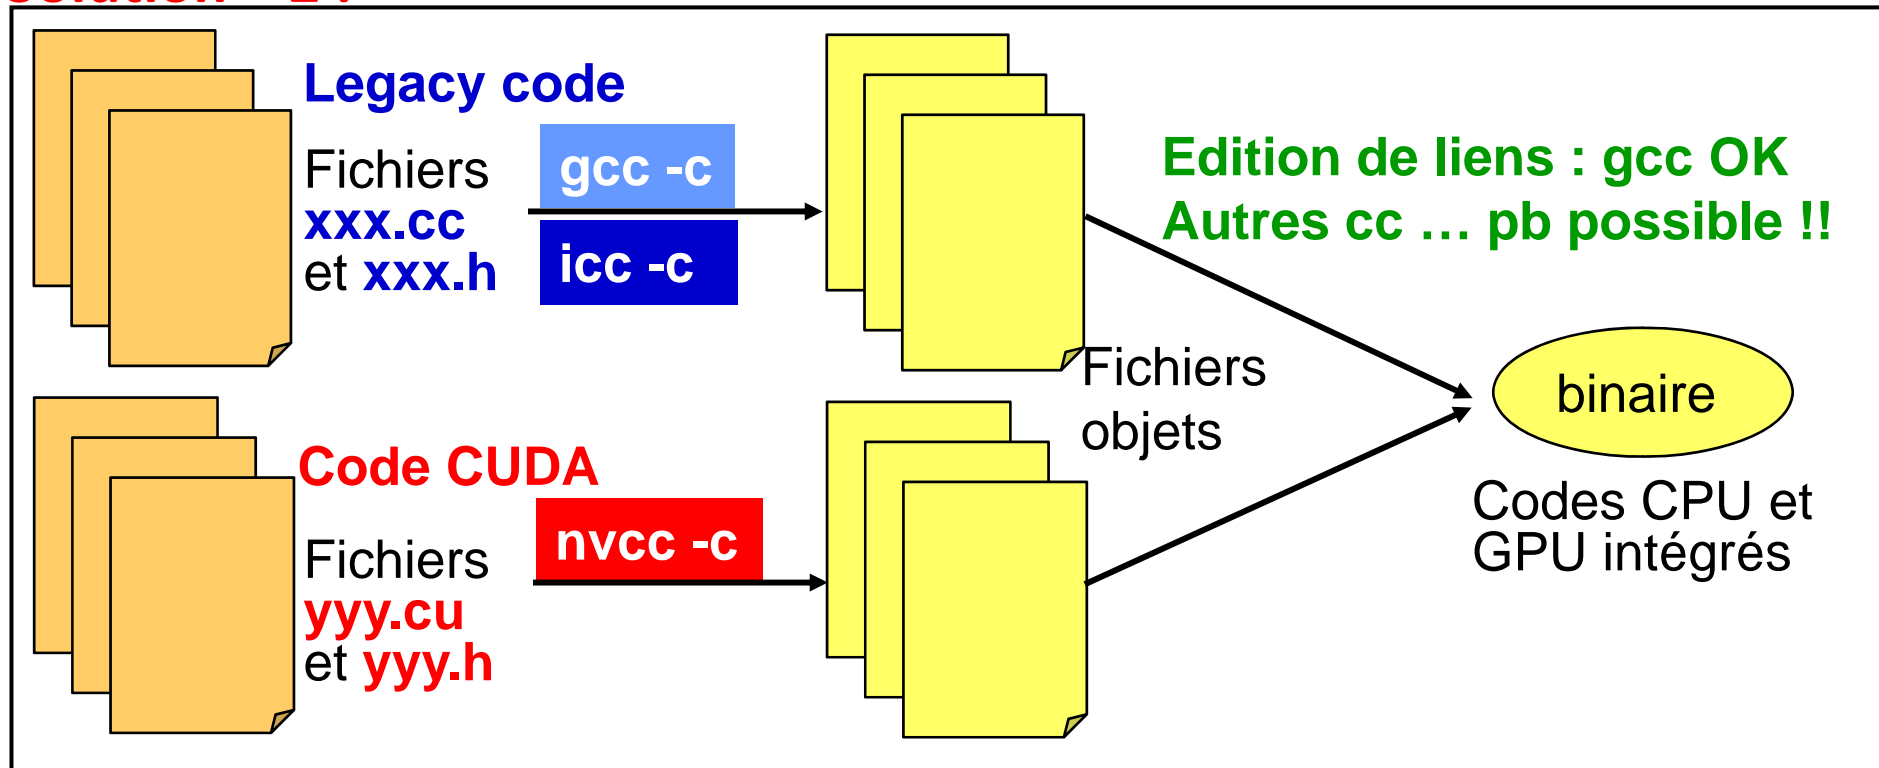 Legacy code
Fichiers
xxx.cc
et xxx.h
gcc -c
icc -c
Edition de liens : gcc OK
Autres cc … pb possible !!
Fichiers
objets
binaire
Codes CPU et
GPU intégrés
Code CUDA
Fichiers
yyy.cu
et yyy.h
nvcc -c